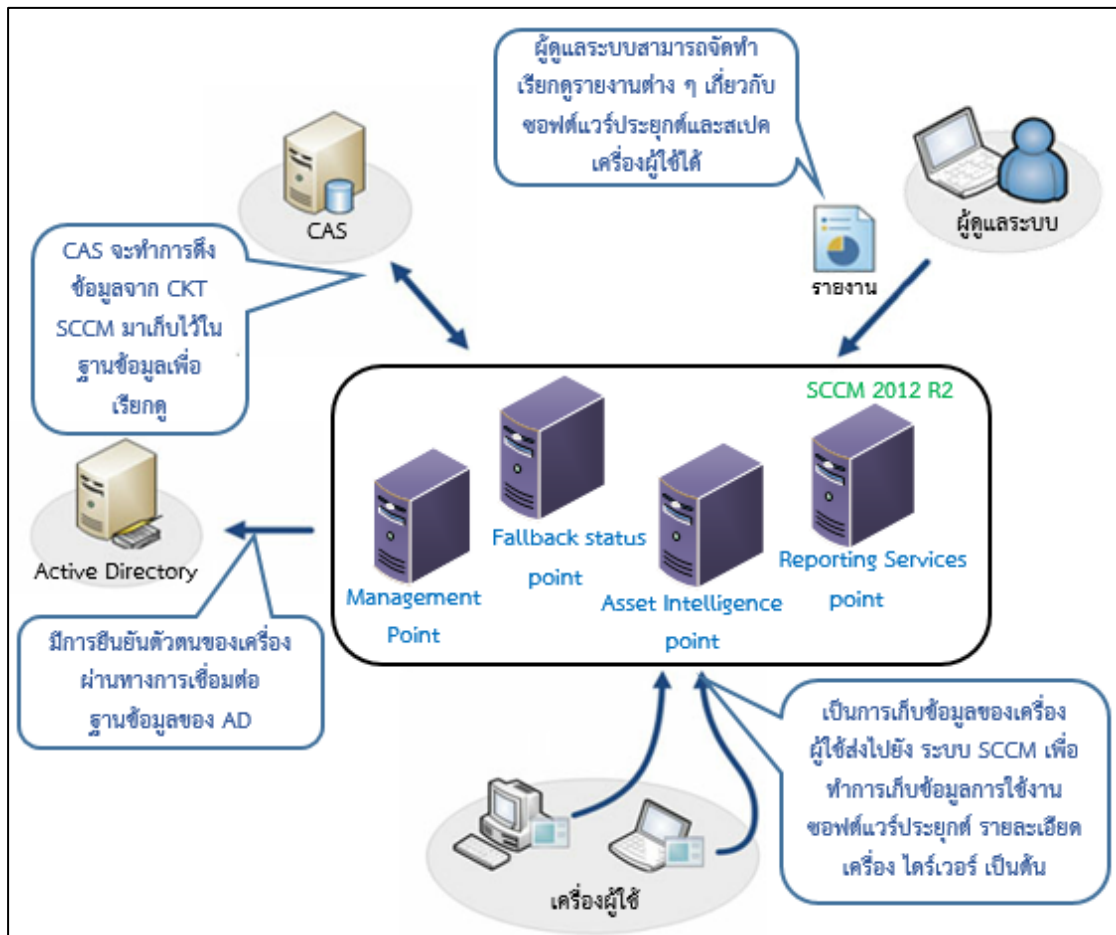 ผู้ดูแลระบบสามารถจัดทำ
เรียกดูรายงานต่าง ๆ เกี่ยวกับ
ซอฟต์แวร์ประยุกต์และสเปค
เครื่องผู้ใช้ได้
CAS
ผู้ดูแลระบบ
รายงาน
CAS จะทำการดึง
ข้อมูลจาก CKT
SCCM มาเก็บไว้ใน
ฐานข้อมูลเพื่อ
เรียกดู
SCCM 2012 R2
Management
Point
Fallback status
point
Asset Intelligence
point
Reporting Services
point
Active Directory
มีการยืนยันตัวตนของเครื่อง
ผ่านทางการเชื่อมต่อ
ฐานข้อมูลของ AD
เป็นการเก็บข้อมูลของเครื่อง
ผู้ใช้ส่งไปยัง ระบบ SCCM เพื่อ
ทำการเก็บข้อมูลการใช้งาน
ซอฟต์แวร์ประยุกต์ รายละเอียด
เครื่อง ไดร์เวอร์ เป็นต้น
เครื่องผู้ใช้